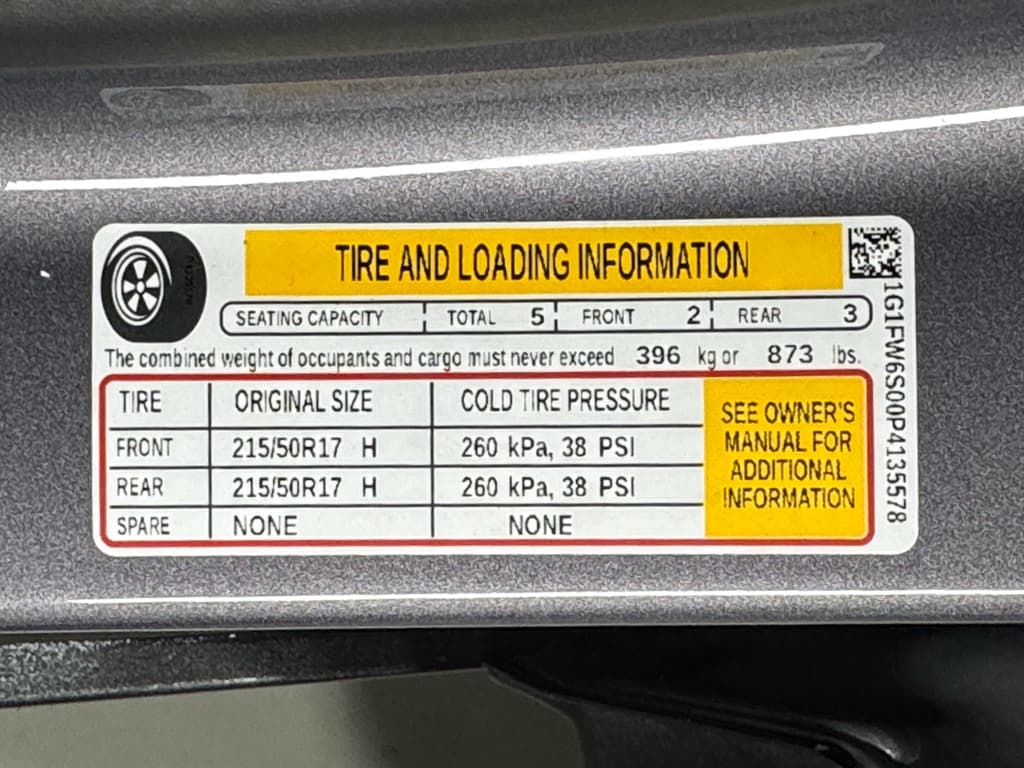 TIRE AND LOADING INFORMATION
SEATING CAPACITY TOTAL 5 FRONT 2 REAR 3
The combined weight of occupants and cargo must never exceed 396 kg or 873 lbs.
TIRE ORIGINAL SIZE COLD TIRE PRESSURE
FRONT 215/50R17 H 260 kPa, 38 PSI
REAR 215/50R17 H 260 kPa, 38 PSI
SPARE NONE NONE
SEE OWNER'S
MANUAL FOR
ADDITIONAL
INFORMATION
1G1FW6S00P4135578